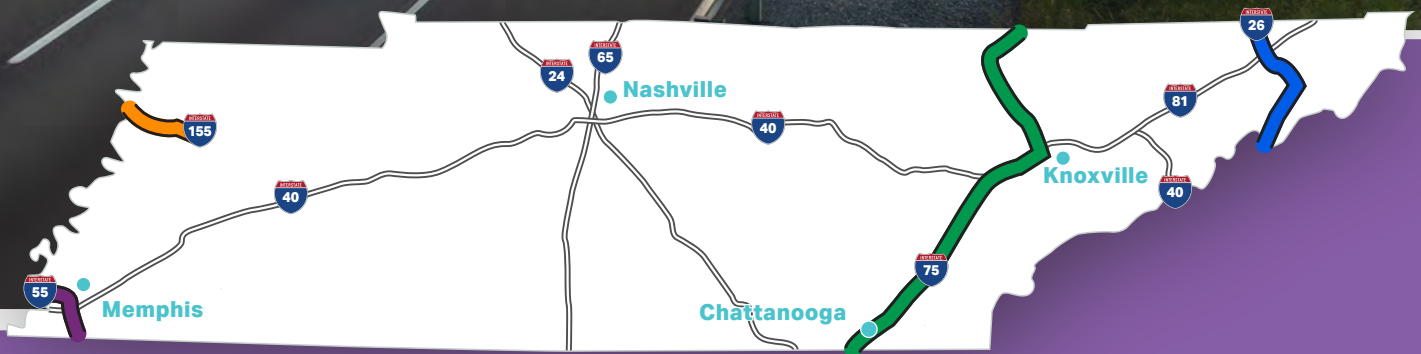 INTERSTATE
26
INTERSTATE
65
INTERSTATE
24
Nashville
INTERSTATE
81
INTERSTATE
155
INTERSTATE
40
Knoxville
INTERSTATE
40
INTERSTATE
40
INTERSTATE
75
INTERSTATE
55
Memphis
Chattanooga